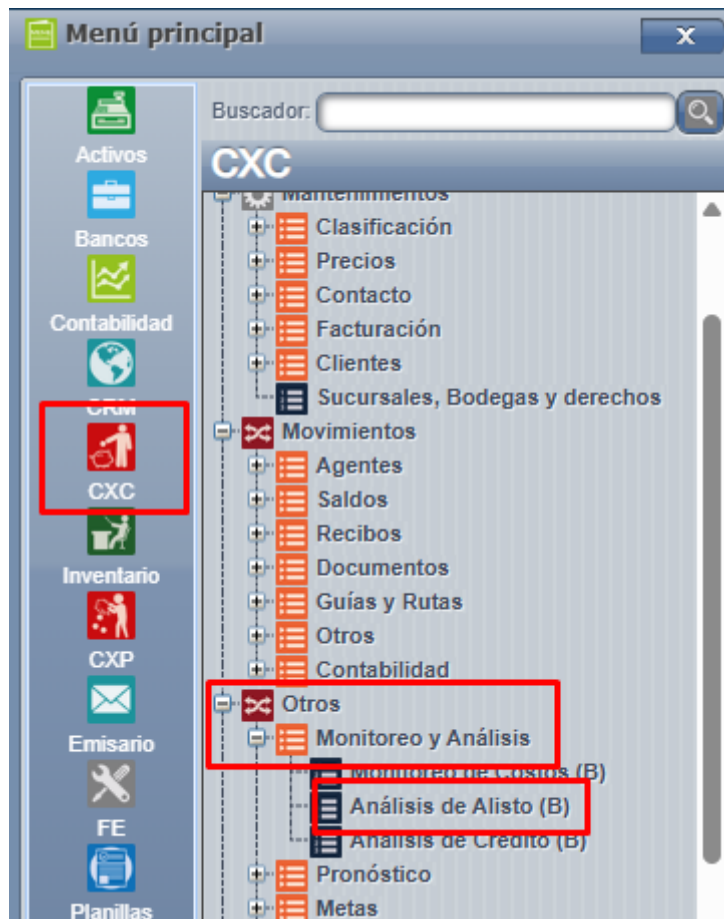 Menú principal
x
Activos
Bancos
Contabilidad
CRM
CXC
Inventario
CXP
Emisario
FE
Planillas
Buscador:
CXC
Mantenimientos
Clasificación
Precios
Contacto
Facturación
Clientes
Sucursales, Bodegas y derechos
Movimientos
Agentes
Saldos
Recibos
Documentos
Guías y Rutas
Otros
Contabilidad
Otros
Monitoreo y Análisis
Monitoreo de Costos (B)
Análisis de Alisto (B)
Análisis de Crédito (B)
Pronóstico
Metas